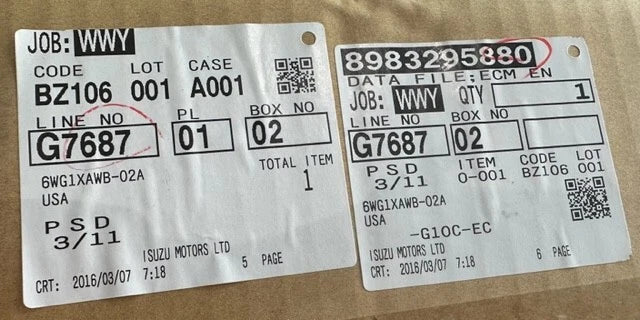 JOB: WWY
CODE LOT CASE
BZ106 001 A001
LINE NO PL BOX NO
G7687 01 02
TOTAL ITEM
1
6WG1XAWB-02A
USA
PSD
3/11
ISUZU MOTORS LTD
CRT: 2016/03/07 7:18 5 PAGE
8983295880
DATA FILE;ECM EN
JOB: WWY QTY 1
LINE NO BOX NO
G7687 02
PSD ITEM CODE LOT
3/11 0-001 BZ106 001
6WG1XAWB-02A
USA
-G10C-EC
ISUZU MOTORS LTD
CRT: 2016/03/07 7:18 6 PAGE